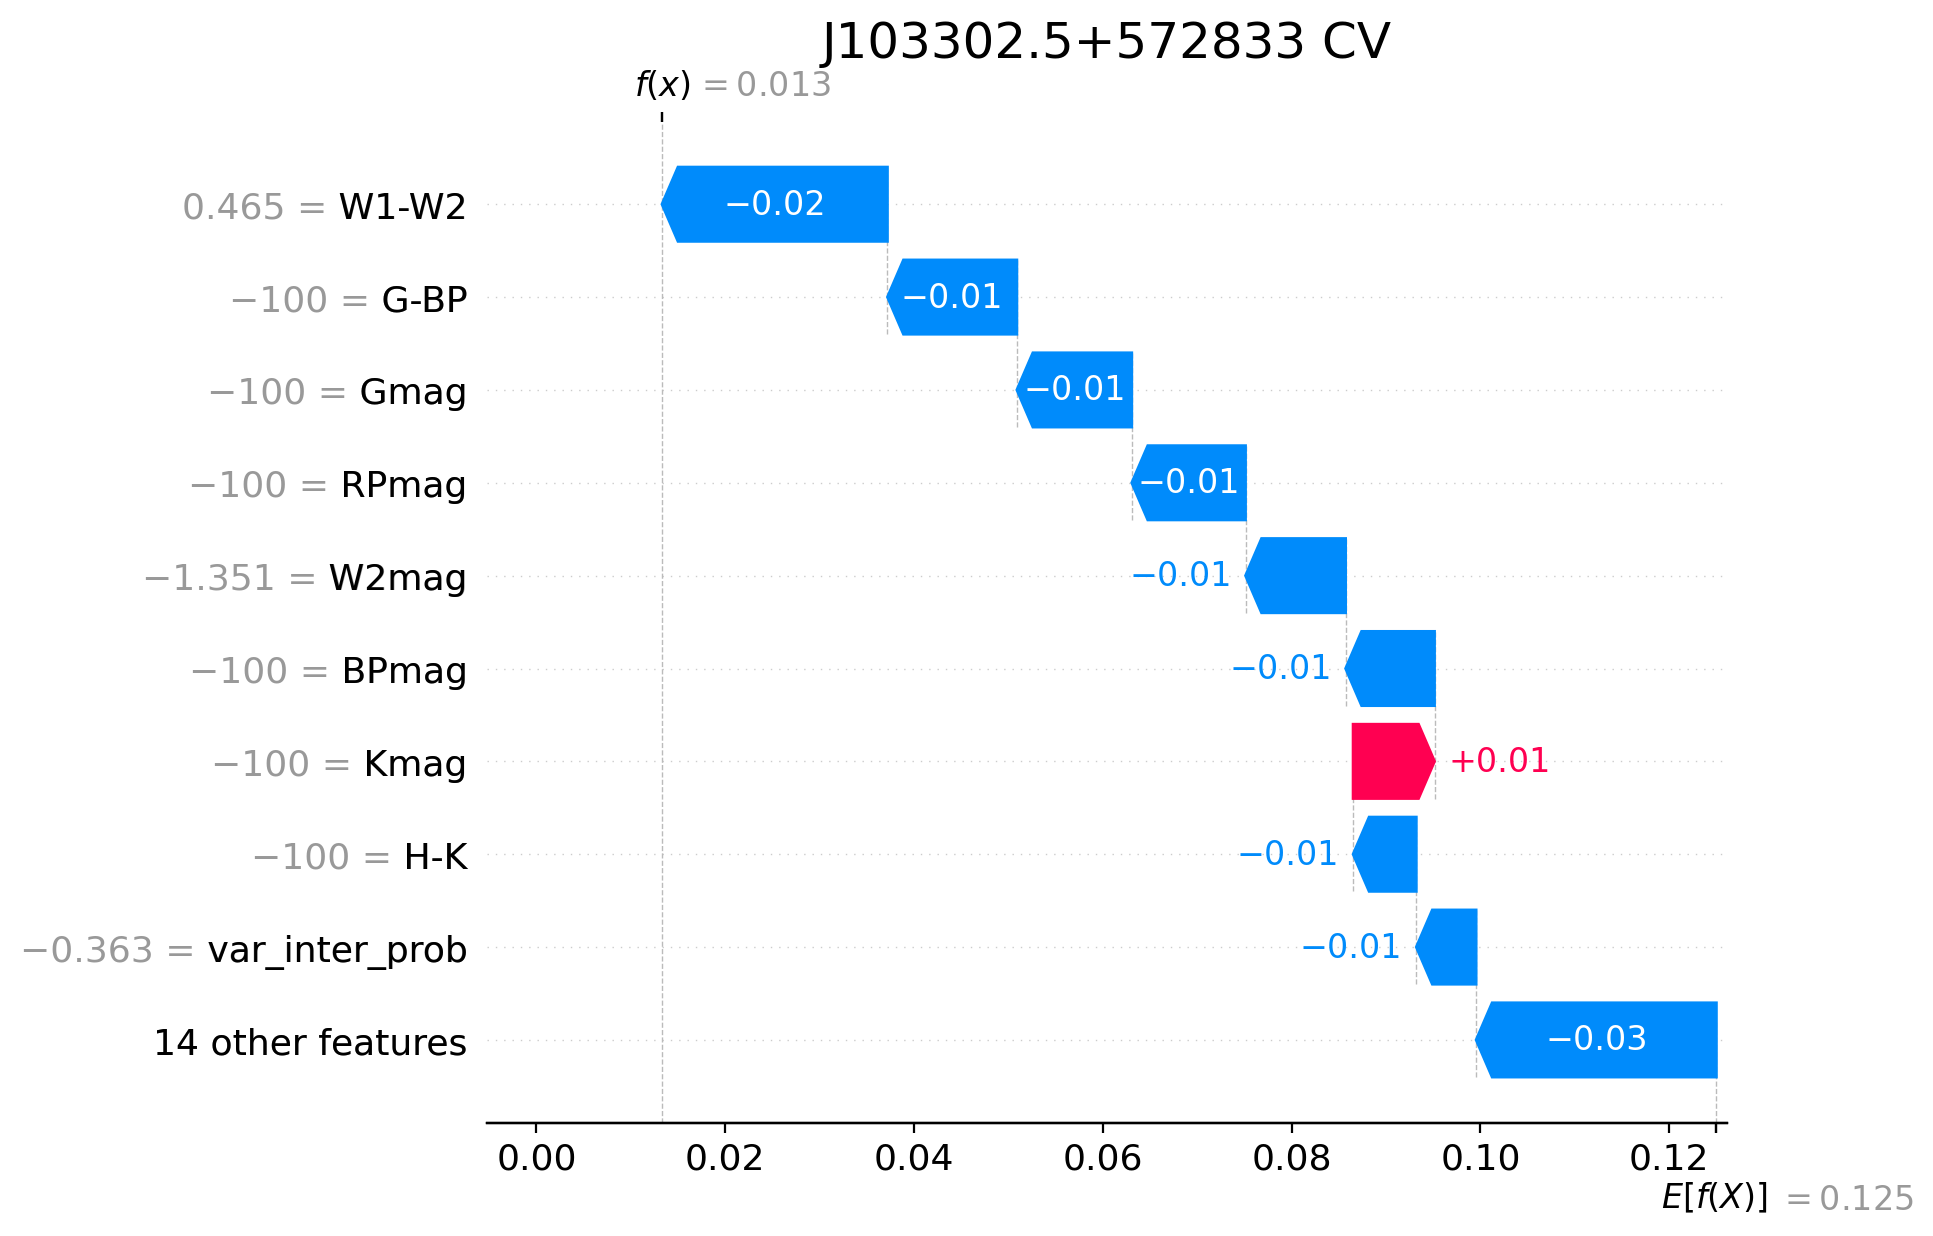 J103302.5+572833 CV
f(x) = 0.013
0.465 = W1-W2
−0.02
−100 = G-BP
−0.01
−100 = Gmag
−0.01
−100 = RPmag
−0.01
−1.351 = W2mag
−0.01
−100 = BPmag
−0.01
−100 = Kmag
+0.01
−100 = H-K
−0.01
−0.363 = var_inter_prob
−0.01
14 other features
−0.03
0.00 0.02 0.04 0.06 0.08 0.10 0.12
E[f(X)] = 0.125